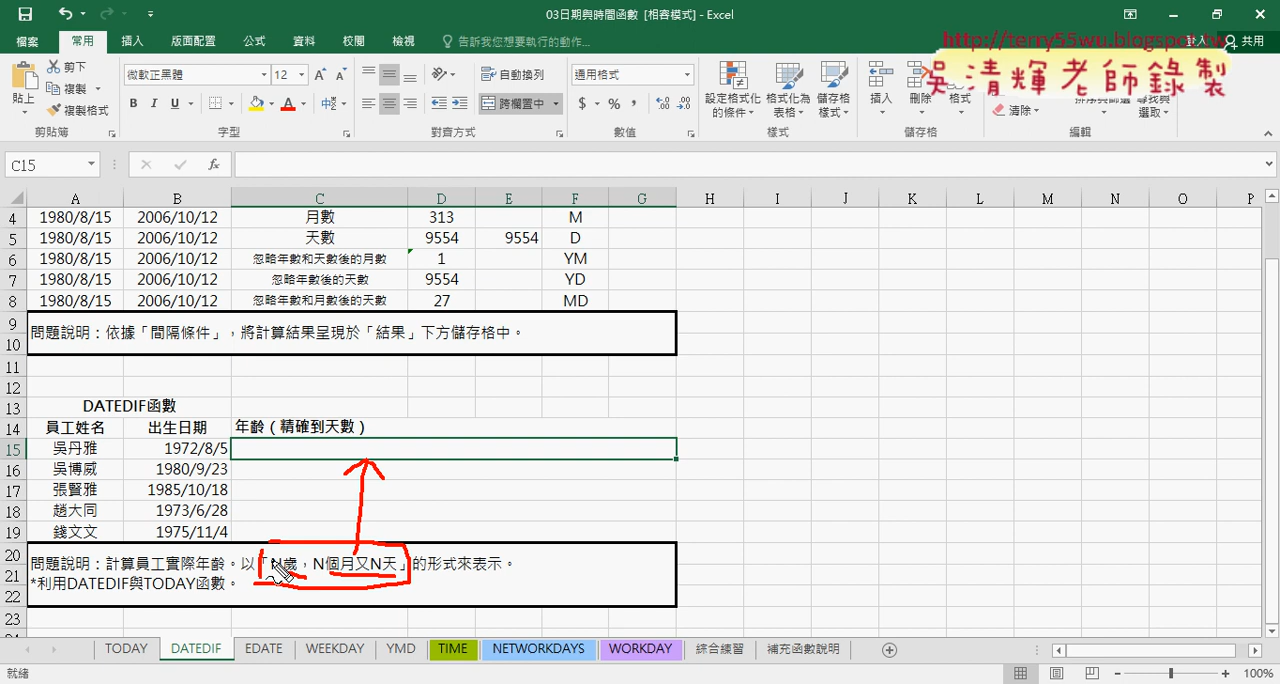 03日期與時間函數 [相容模式] - Excel
檔案 常用 插入 版面配置 公式 資料 校閱 檢視 告訴我您想要執行的動作... 登入 共用
http://terry55wu.blogspot.tw
吳清輝老師錄製
貼上 剪下 複製 複製格式
微軟正黑體 12 自動換列 通用格式
B I U 跨欄置中 $ % ,
設定格式化的條件 格式化為表格 儲存格樣式 插入 刪除 格式 清除 尋找與選取
剪貼簿 字型 對齊方式 數值 樣式 儲存格 編輯
C15 fx
A B C D E F G H I J K L M N O P
4 1980/8/15 2006/10/12 月數 313 M
5 1980/8/15 2006/10/12 天數 9554 9554 D
6 1980/8/15 2006/10/12 忽略年數和天數後的月數 1 YM
7 1980/8/15 2006/10/12 忽略年數後的天數 9554 YD
8 1980/8/15 2006/10/12 忽略年數和月數後的天數 27 MD
9
問題說明：依據「間隔條件」，將計算結果呈現於「結果」下方儲存格中。
10
11
12
13 DATEDIF函數
14 員工姓名 出生日期 年齡（精確到天數）
15 吳丹雅 1972/8/5
16 吳博威 1980/9/23
17 張賢雅 1985/10/18
18 趙大同 1973/6/28
19 錢文文 1975/11/4
20 問題說明：計算員工實際年齡。以「N歲，N個月又N天」的形式來表示。
21 *利用DATEDIF與TODAY函數。
22
23
TODAY DATEDIF EDATE WEEKDAY YMD TIME NETWORKDAYS WORKDAY 綜合練習 補充函數說明
就緒 100%